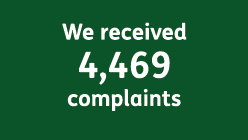 We received
4,469
complaints